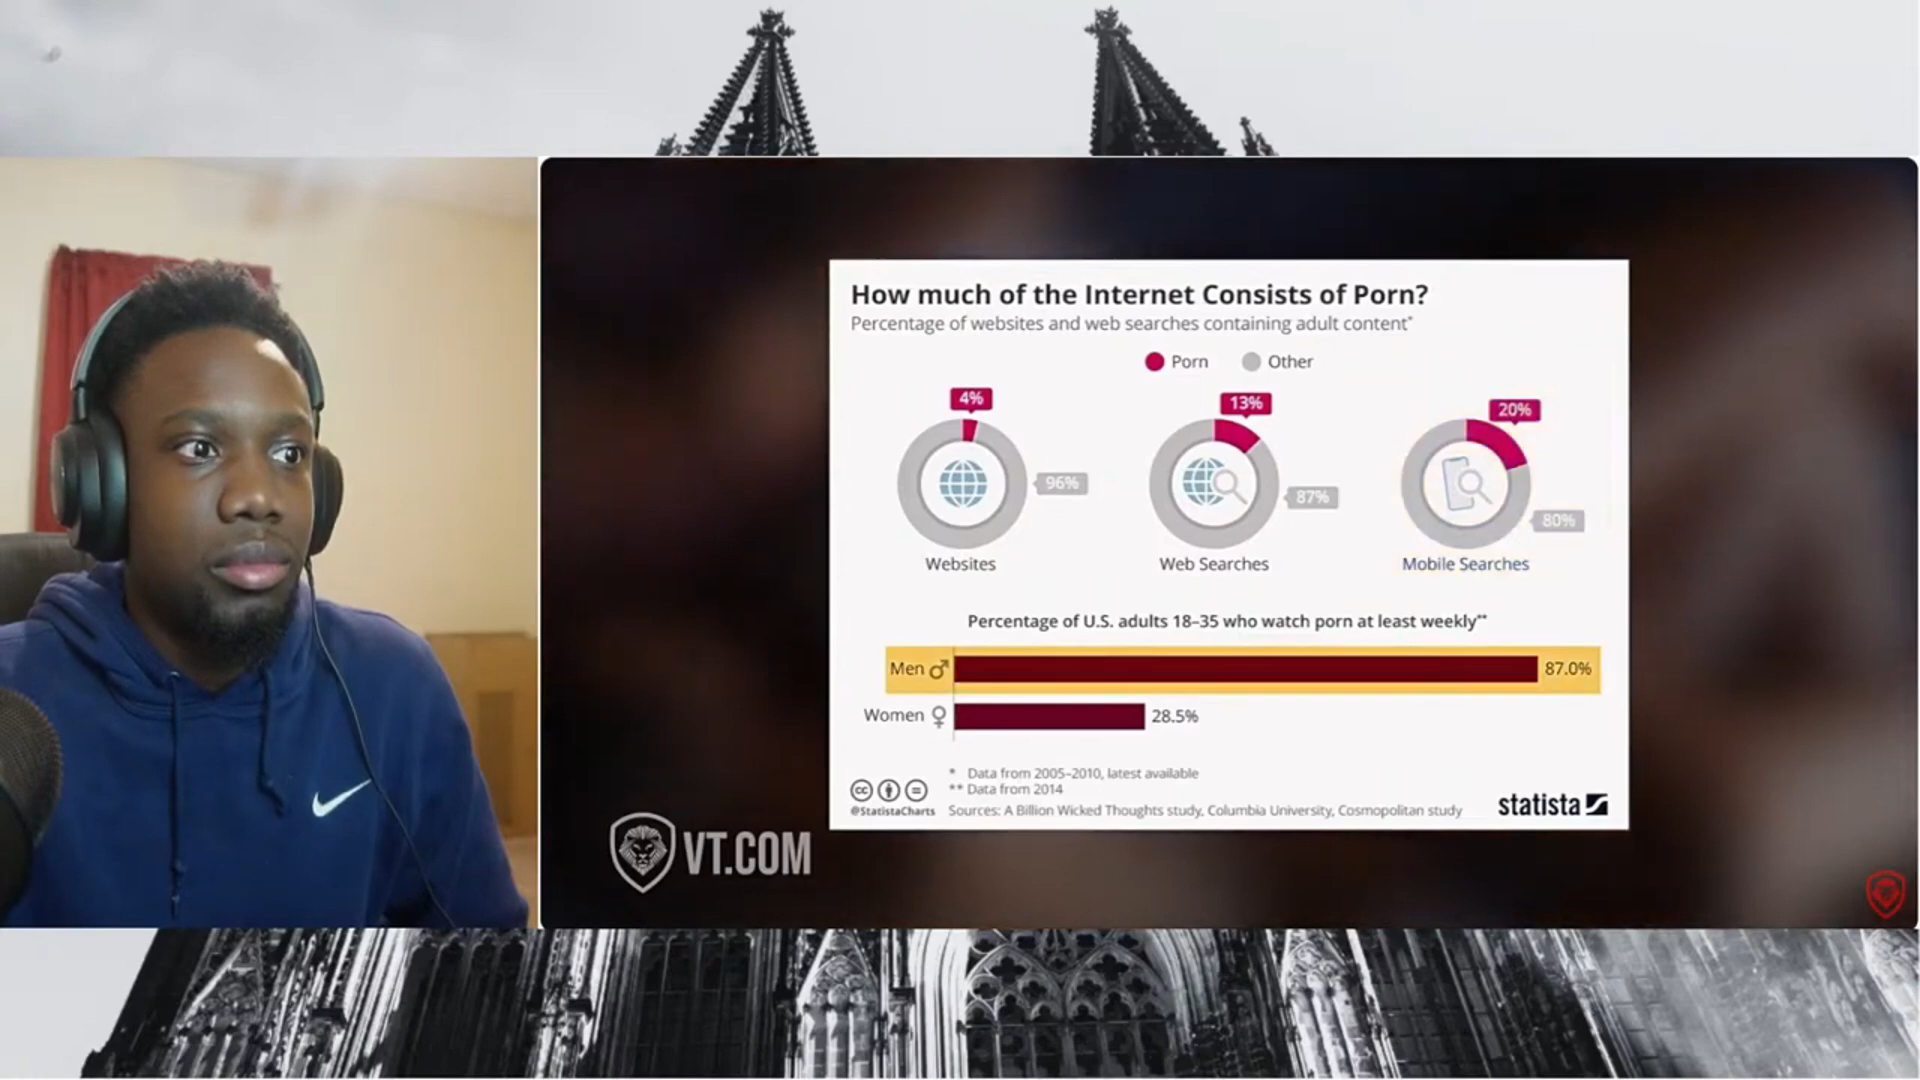 How much of the Internet Consists of Porn?
Percentage of websites and web searches containing adult content*
Porn Other
4% 13% 20%
96% 87% 80%
Websites Web Searches Mobile Searches
Percentage of U.S. adults 18–35 who watch porn at least weekly**
Men 87.0%
Women 28.5%
* Data from 2005–2010, latest available
** Data from 2014
@StatistaCharts Sources: A Billion Wicked Thoughts study, Columbia University, Cosmopolitan study
statista
VT.COM